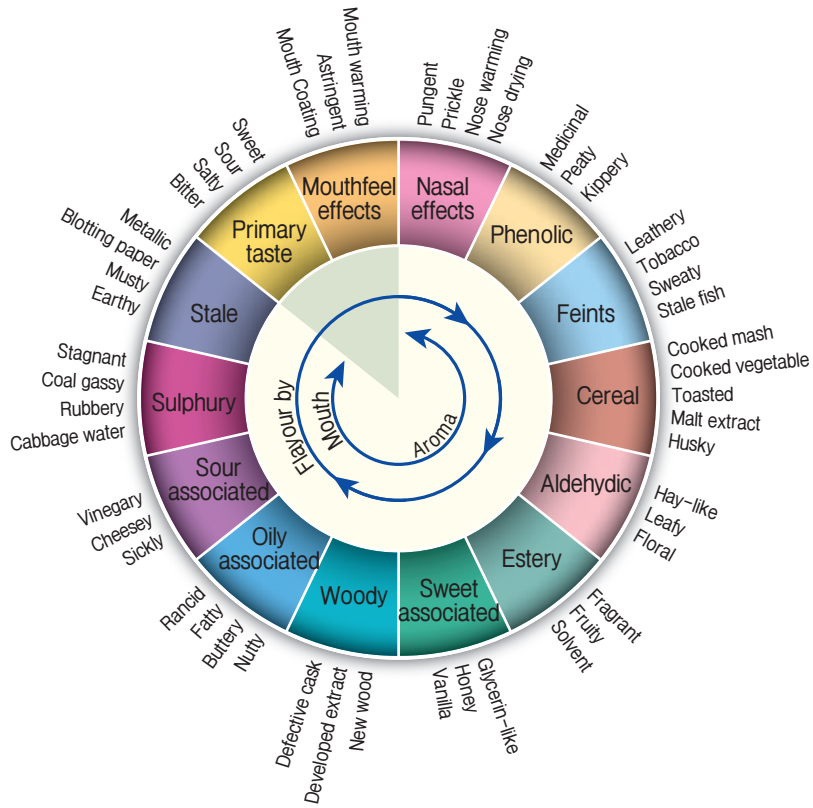 Pungent
Prickle
Nose warming
Nose drying
Nasal
effects
Medicinal
Peaty
Kippery
Phenolic
Leathery
Tobacco
Sweaty
Stale fish
Feints
Cooked mash
Cooked vegetable
Toasted
Malt extract
Husky
Cereal
Hay-like
Leafy
Floral
Aldehydic
Fragrant
Fruity
Solvent
Estery
Glycerin-like
Honey
Vanilla
Sweet
associated
New wood
Developed extract
Defective cask
Woody
Nutty
Buttery
Fatty
Rancid
Oily
associated
Sickly
Cheesey
Vinegary
Sour
associated
Cabbage water
Rubbery
Coal gassy
Stagnant
Sulphury
Earthy
Musty
Blotting paper
Metallic
Stale
Bitter
Salty
Sour
Sweet
Primary
taste
Mouth Coating
Astringent
Mouth warming
Mouthfeel
effects
Flavour by
Mouth
Aroma